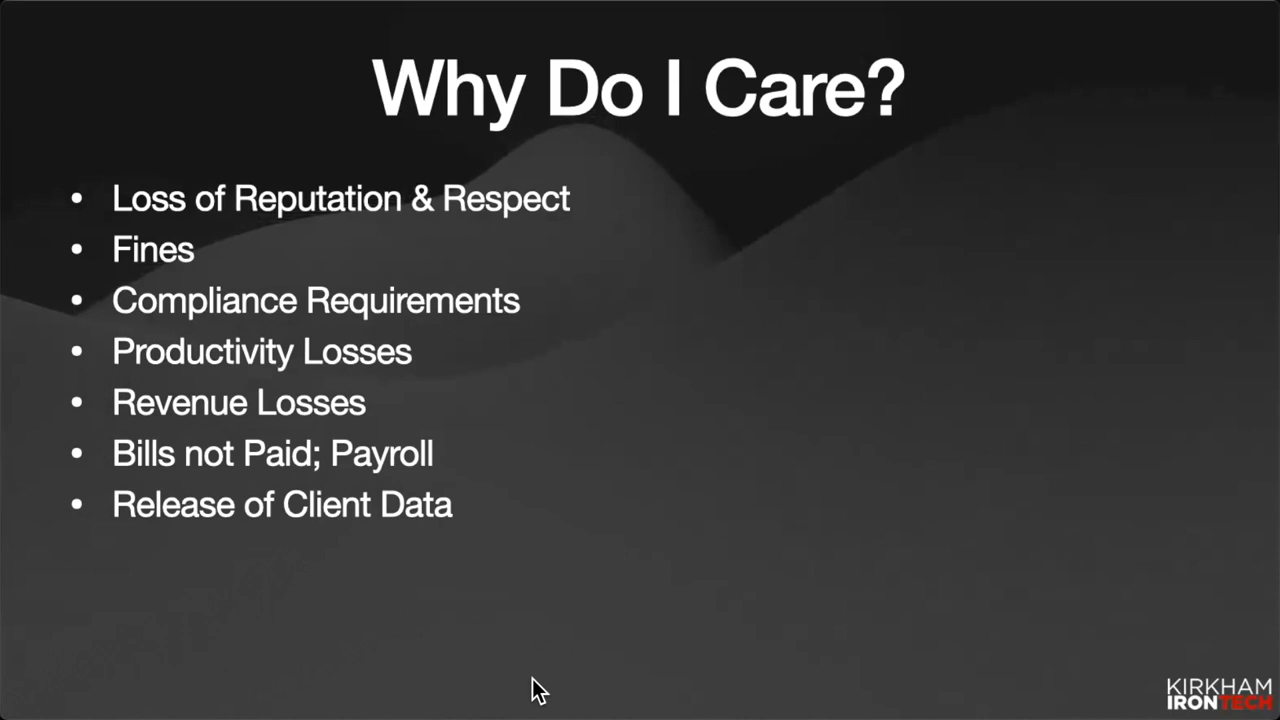 Why Do I Care?
• Loss of Reputation & Respect
• Fines
• Compliance Requirements
• Productivity Losses
• Revenue Losses
• Bills not Paid; Payroll
• Release of Client Data
KIRKHAM
IRONTECH